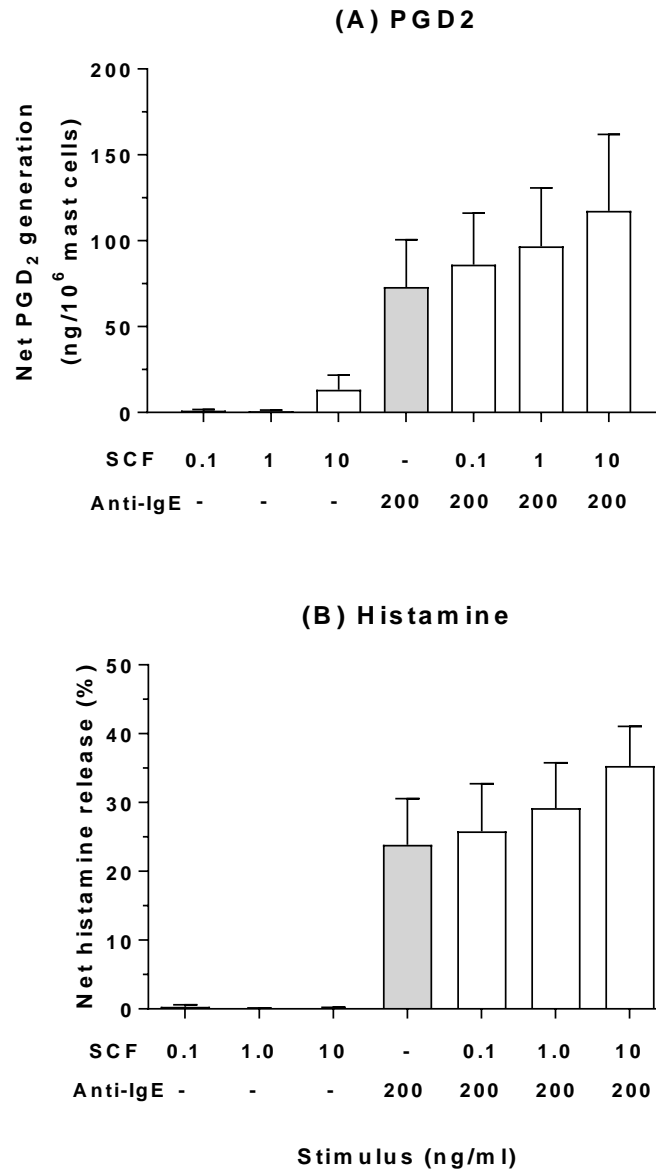 (A) PGD2
Net PGD₂ generation
(ng/10⁶ mast cells)
200
150
100
50
0
SCF 0.1 1 10 - 0.1 1 10
Anti-IgE - - - 200 200 200 200
(B) Histamine
Net histamine release (%)
50
40
30
20
10
0
SCF 0.1 1.0 10 - 0.1 1.0 10
Anti-IgE - - - 200 200 200 200
Stimulus (ng/ml)